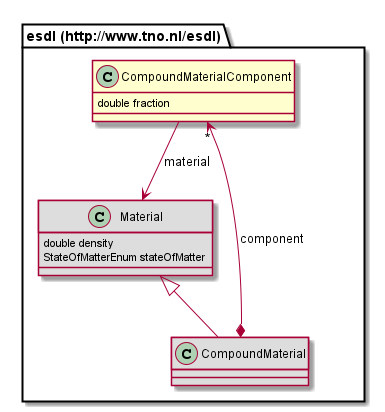 esdl (http://www.tno.nl/esdl)
C CompoundMaterialComponent
double fraction
*
material
C Material
double density
StateOfMatterEnum stateOfMatter
component
C CompoundMaterial